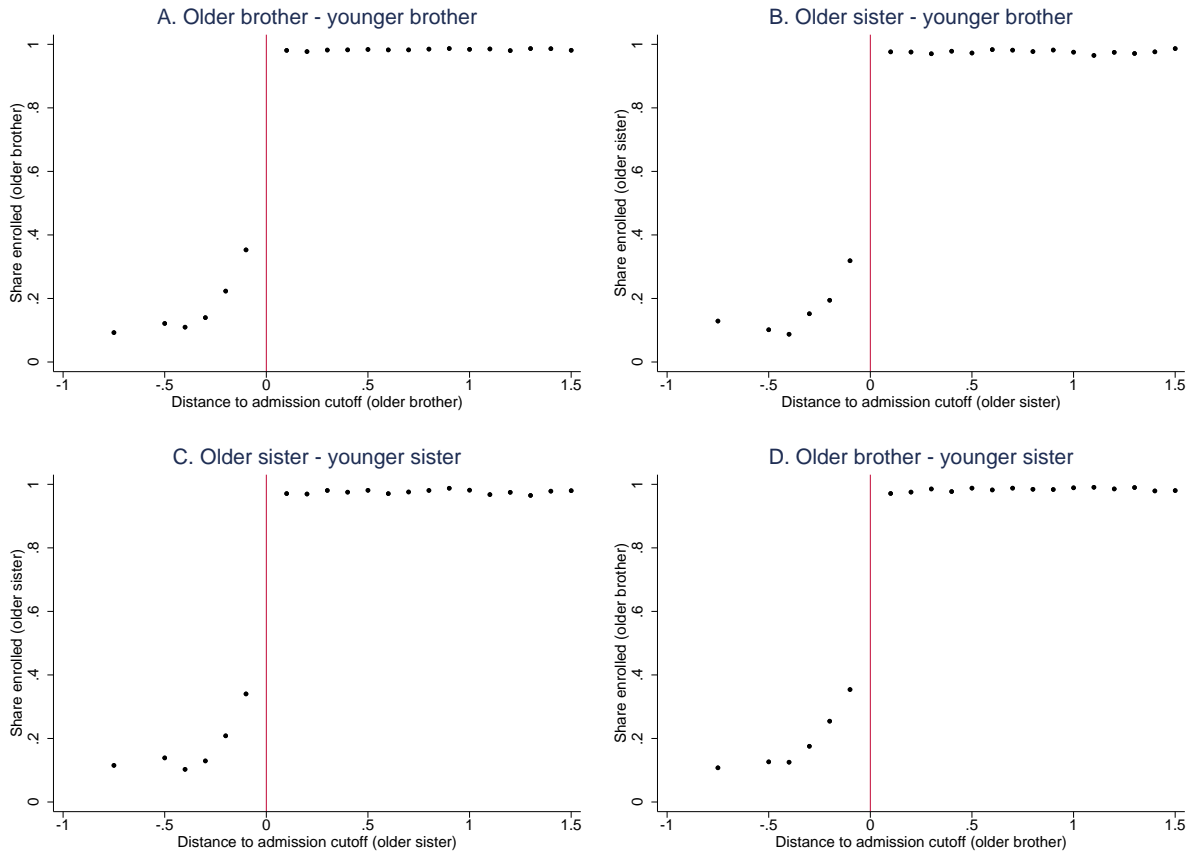 A. Older brother - younger brother
Share enrolled (older brother)
1
.8
.6
.4
.2
0
-1 -.5 0 .5 1 1.5
Distance to admission cutoff (older brother)
B. Older sister - younger brother
Share enrolled (older sister)
1
.8
.6
.4
.2
0
-1 -.5 0 .5 1 1.5
Distance to admission cutoff (older sister)
C. Older sister - younger sister
Share enrolled (older sister)
1
.8
.6
.4
.2
0
-1 -.5 0 .5 1 1.5
Distance to admission cutoff (older sister)
D. Older brother - younger sister
Share enrolled (older brother)
1
.8
.6
.4
.2
0
-1 -.5 0 .5 1 1.5
Distance to admission cutoff (older brother)